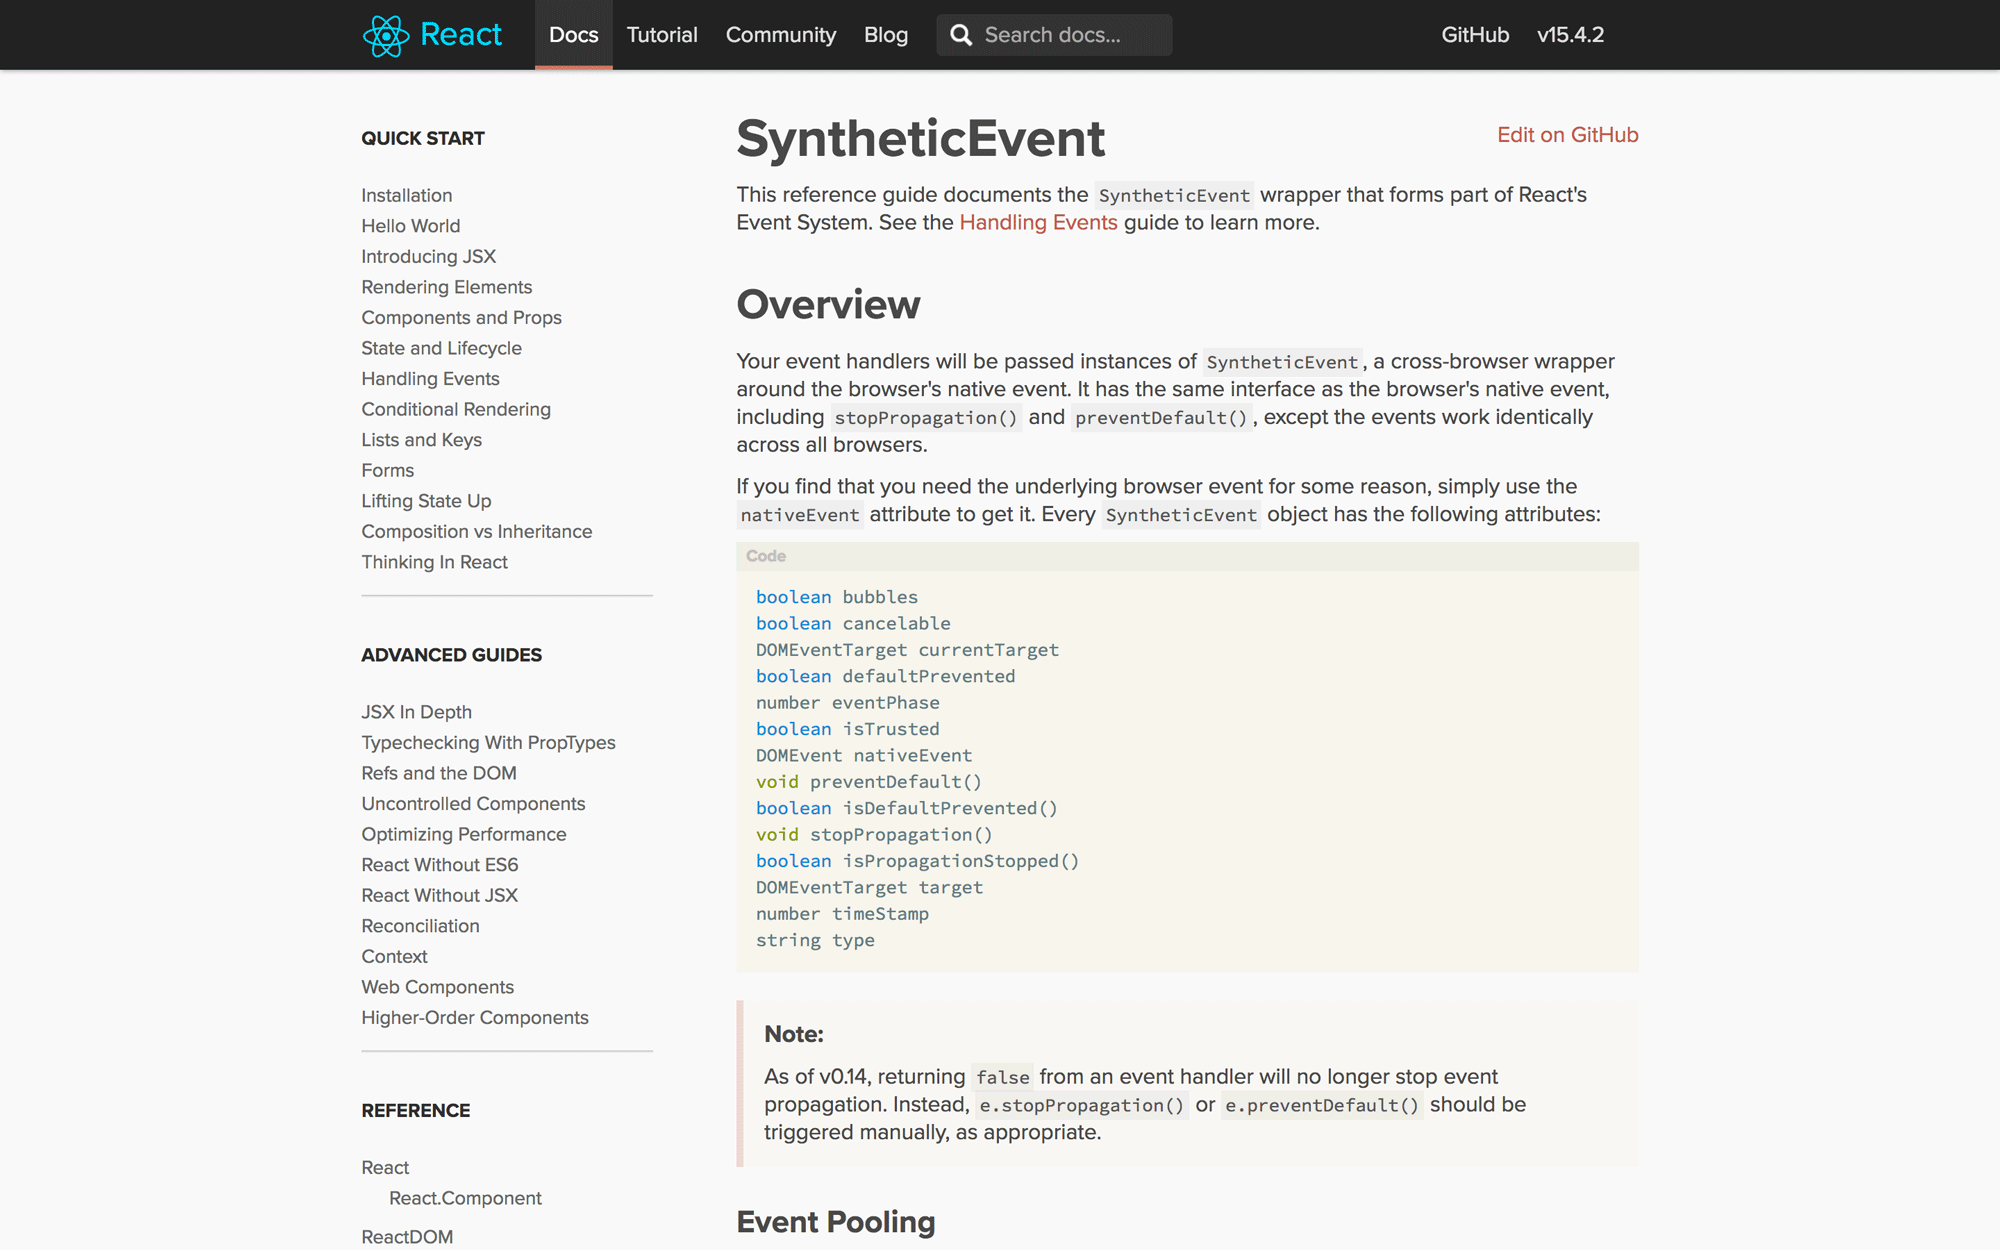 React
Docs
Tutorial
Community
Blog
Search docs...
GitHub
v15.4.2
QUICK START
Installation
Hello World
Introducing JSX
Rendering Elements
Components and Props
State and Lifecycle
Handling Events
Conditional Rendering
Lists and Keys
Forms
Lifting State Up
Composition vs Inheritance
Thinking In React
ADVANCED GUIDES
JSX In Depth
Typechecking With PropTypes
Refs and the DOM
Uncontrolled Components
Optimizing Performance
React Without ES6
React Without JSX
Reconciliation
Context
Web Components
Higher-Order Components
REFERENCE
React
React.Component
ReactDOM
SyntheticEvent
Edit on GitHub
This reference guide documents the SyntheticEvent wrapper that forms part of React's
Event System. See the Handling Events guide to learn more.
Overview
Your event handlers will be passed instances of SyntheticEvent, a cross-browser wrapper
around the browser's native event. It has the same interface as the browser's native event,
including stopPropagation() and preventDefault(), except the events work identically
across all browsers.
If you find that you need the underlying browser event for some reason, simply use the
nativeEvent attribute to get it. Every SyntheticEvent object has the following attributes:
Code
boolean bubbles
boolean cancelable
DOMEventTarget currentTarget
boolean defaultPrevented
number eventPhase
boolean isTrusted
DOMEvent nativeEvent
void preventDefault()
boolean isDefaultPrevented()
void stopPropagation()
boolean isPropagationStopped()
DOMEventTarget target
number timeStamp
string type
Note:
As of v0.14, returning false from an event handler will no longer stop event
propagation. Instead, e.stopPropagation() or e.preventDefault() should be
triggered manually, as appropriate.
Event Pooling